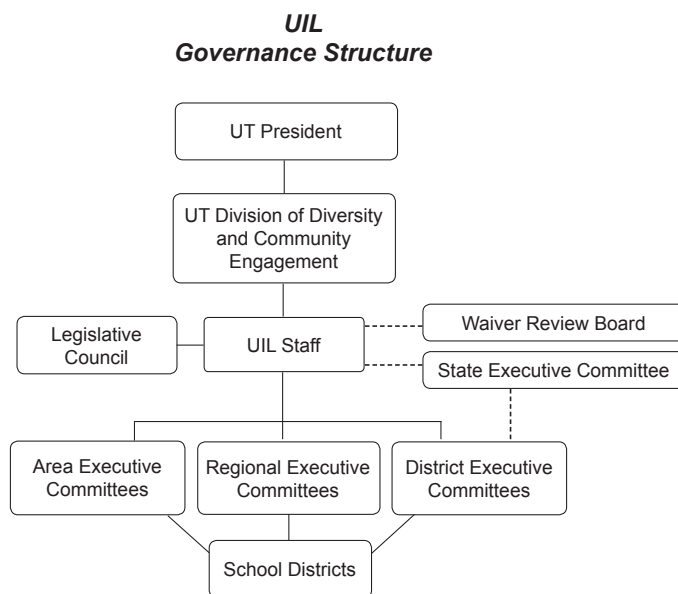 UIL
Governance Structure
UT President
UT Division of Diversity
and Community
Engagement
Legislative
Council
UIL Staff
Waiver Review Board
State Executive Committee
Area Executive
Committees
Regional Executive
Committees
District Executive
Committees
School Districts